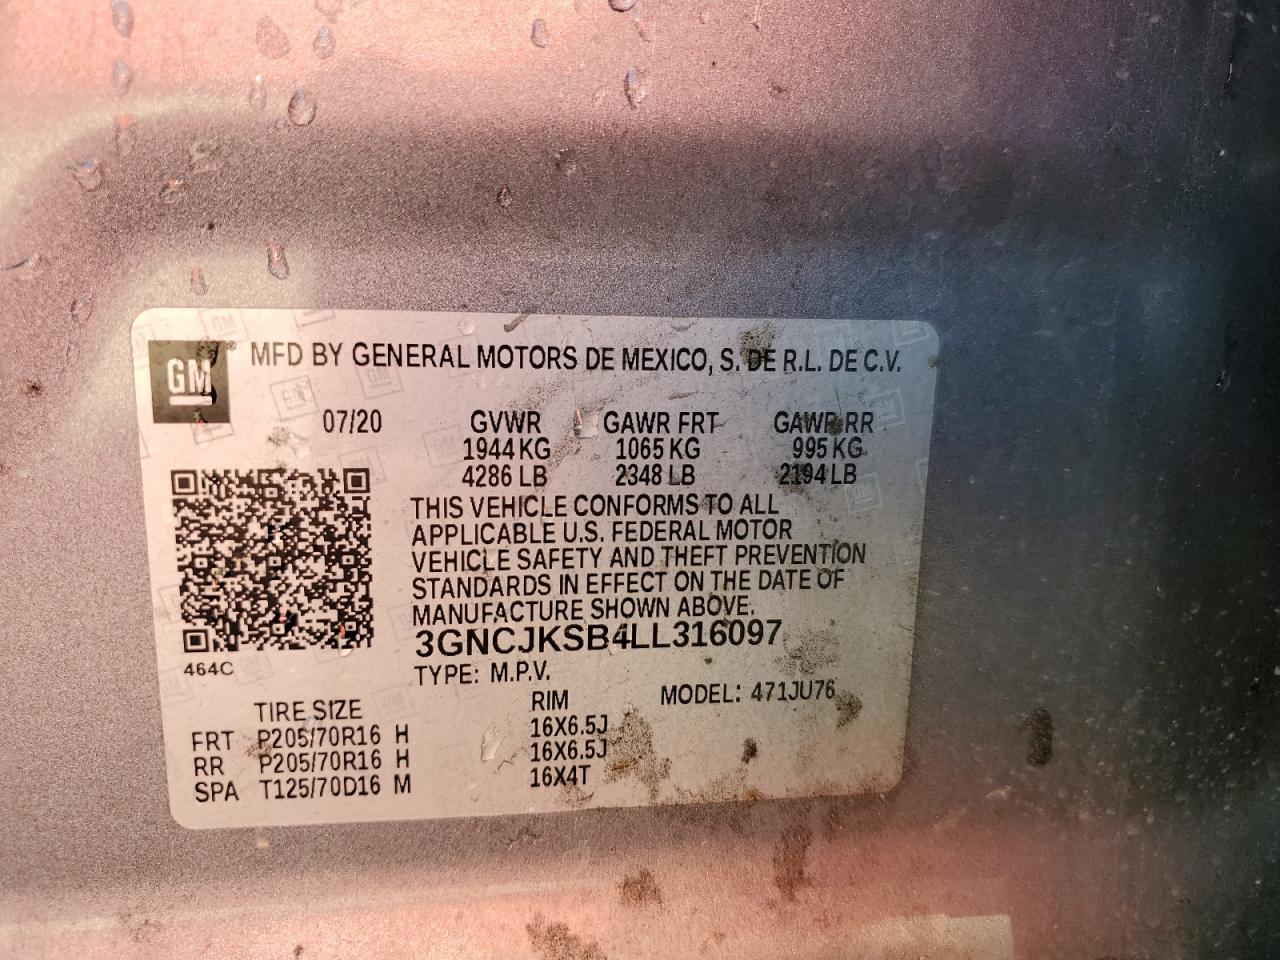 GM
® MFD BY GENERAL MOTORS DE MEXICO, S. DE R.L. DE C.V.
07/20 GVWR GAWR FRT GAWR RR
1944 KG 1065 KG 995 KG
4286 LB 2348 LB 2194 LB
THIS VEHICLE CONFORMS TO ALL
APPLICABLE U.S. FEDERAL MOTOR
VEHICLE SAFETY AND THEFT PREVENTION
STANDARDS IN EFFECT ON THE DATE OF
MANUFACTURE SHOWN ABOVE.
3GNCJKSB4LL316097
464C
TYPE: M.P.V.
MODEL: 471JU76
TIRE SIZE RIM
FRT P205/70R16 H 16X6.5J
RR P205/70R16 H 16X6.5J
SPA T125/70D16 M 16X4T